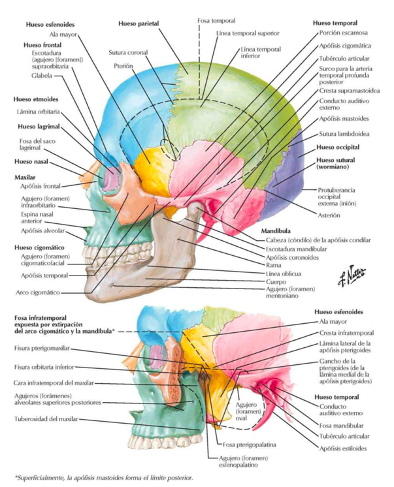 Hueso esfenoides
Ala mayor
Hueso frontal
Escotadura
(agujero [foramen])
supraorbitaria
Glabela
Hueso etmoides
Lámina orbitaria
Hueso lagrimal
Fosa del saco
lagrimal
Hueso nasal
Maxilar
Apófisis frontal
Agujero (foramen)
infraorbitario
Espina nasal
anterior
Apófisis alveolar
Hueso cigomático
Agujero (foramen)
cigomaticofacial
Apófisis temporal
Arco cigomático
Hueso parietal
Sutura coronal
Pterión
Fosa temporal
Línea temporal superior
Línea temporal
inferior
Hueso temporal
Porción escamosa
Apófisis cigomática
Tubérculo articular
Surco para la arteria
temporal profunda
posterior
Cresta supramastoidea
Conducto auditivo
externo
Apófisis mastoides
Sutura lambdoidea
Hueso occipital
Hueso sutural
(wormiano)
Protuberancia
occipital
externa (inión)
Asterión
Mandíbula
Cabeza (cóndilo) de la apófisis condilar
Escotadura mandibular
Apófisis coronoides
Rama
Línea oblicua
Cuerpo
Agujero (foramen)
mentoniano
F. Netter
Fosa infratemporal
expuesta por extirpación
del arco cigomático y la mandíbula*
Fisura pterigomaxilar
Fisura orbitaria inferior
Cara infratemporal del maxilar
Agujeros (forámenes)
alveolares superiores posteriores
Tuberosidad del maxilar
Agujero
(foramen)
oval
Fosa pterigopalatina
Agujero (foramen)
esfenopalatino
Hueso esfenoides
Ala mayor
Cresta infratemporal
Lámina lateral de la
apófisis pterigoides
Gancho de la
pterigoides (de la
lámina medial de la
apófisis pterigoides)
Hueso temporal
Conducto
auditivo externo
Fosa mandibular
Tubérculo articular
Apófisis estiloides
*Superficialmente, la apófisis mastoides forma el límite posterior.